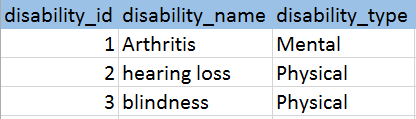 disability_id disability_name disability_type
1 Arthritis Mental
2 hearing loss Physical
3 blindness Physical